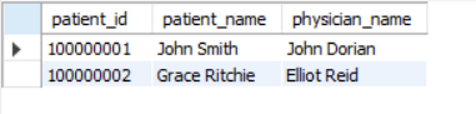 patient_id patient_name physician_name
100000001 John Smith John Dorian
100000002 Grace Ritchie Elliot Reid